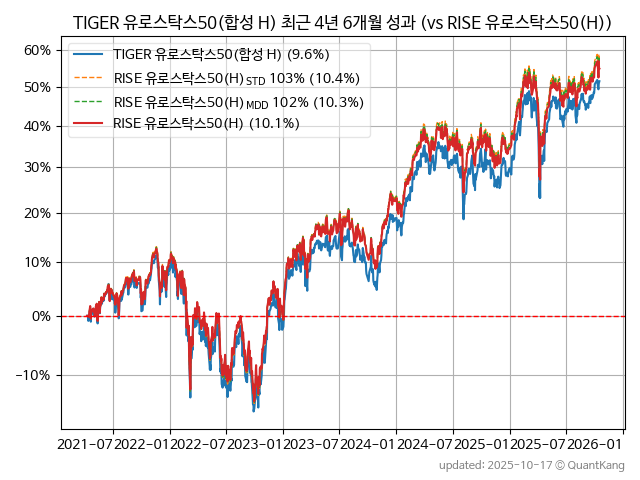 TIGER 유로스탁스50(합성 H) 최근 4년 6개월 성과 (vs RISE 유로스탁스50(H))
60%
50%
40%
30%
20%
10%
0%
−10%
TIGER 유로스탁스50(합성 H) (9.6%)
RISE 유로스탁스50(H) STD 103% (10.4%)
RISE 유로스탁스50(H) MDD 102% (10.3%)
RISE 유로스탁스50(H) (10.1%)
2021-07 2022-01 2022-07 2023-01 2023-07 2024-01 2024-07 2025-01 2025-07 2026-01
updated: 2025-10-17 © QuantKang